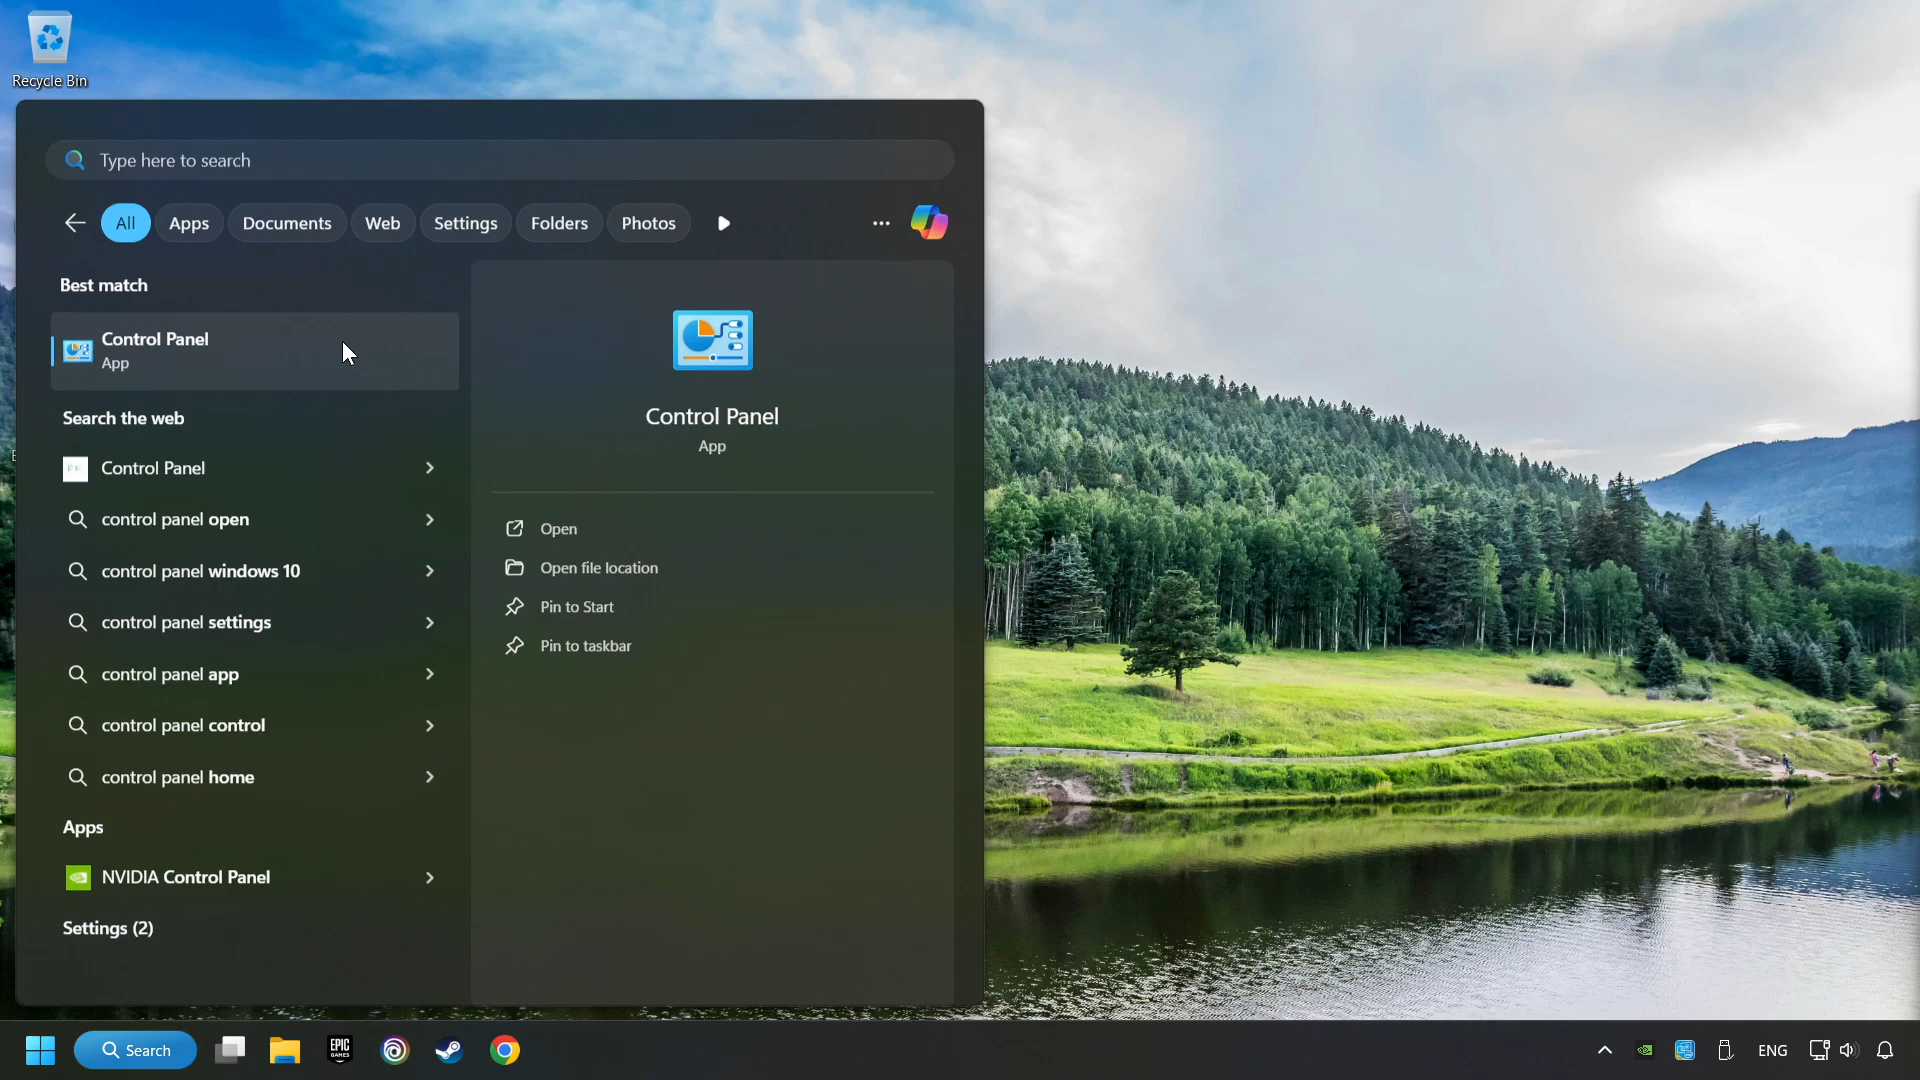 Recycle Bin
Type here to search
All Apps Documents Web Settings Folders Photos
Best match
Control Panel
App
Search the web
Control Panel
control panel open
control panel windows 10
control panel settings
control panel app
control panel control
control panel home
Apps
NVIDIA Control Panel
Settings (2)
Control Panel
App
Open
Open file location
Pin to Start
Pin to taskbar
Search
EPIC
GAMES
ENG